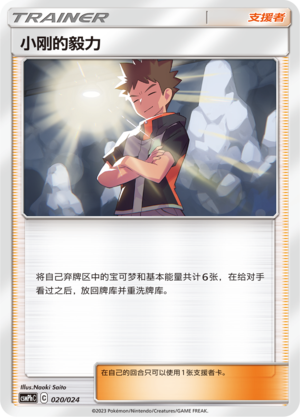 TRAINER 支援者
小刚的毅力
将自己弃牌区中的宝可梦和基本能量共计6张，在给对手
看过之后，放回牌库并重洗牌库。
在自己的回合只可以使用1张支援者卡。
Illus.Naoki Saito
C 020/024
©2023 Pokémon/Nintendo/Creatures/GAME FREAK.